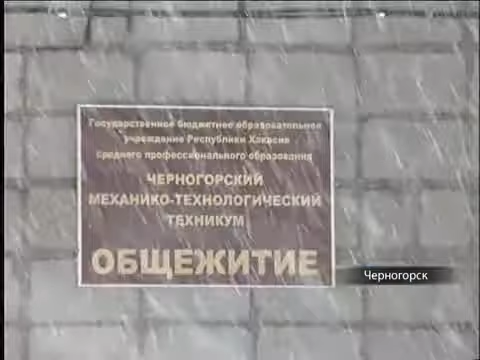 Государственное бюджетное образовательное
учреждение Республики Хакасия
среднего профессионального образования
ЧЕРНОГОРСКИЙ
МЕХАНИКО-ТЕХНОЛОГИЧЕСКИЙ
ТЕХНИКУМ
ОБЩЕЖИТИЕ
Черногорск